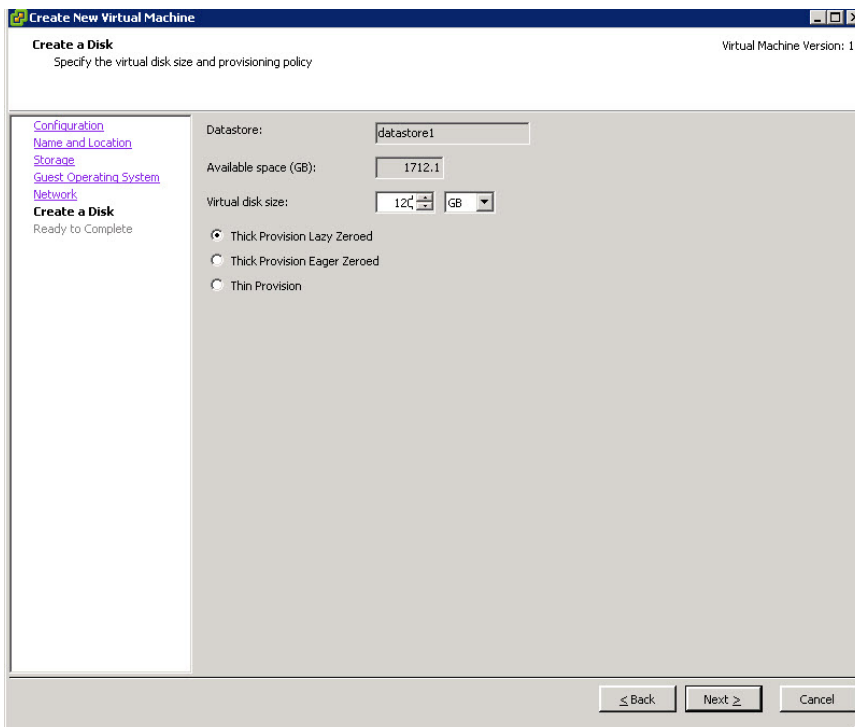 Create New Virtual Machine
Create a Disk
Specify the virtual disk size and provisioning policy
Virtual Machine Version: 1
Configuration
Name and Location
Storage
Guest Operating System
Network
Create a Disk
Ready to Complete
Datastore:
datastore1
Available space (GB):
1712.1
Virtual disk size:
GB
Thick Provision Lazy Zeroed
Thick Provision Eager Zeroed
Thin Provision
< Back
Next >
Cancel